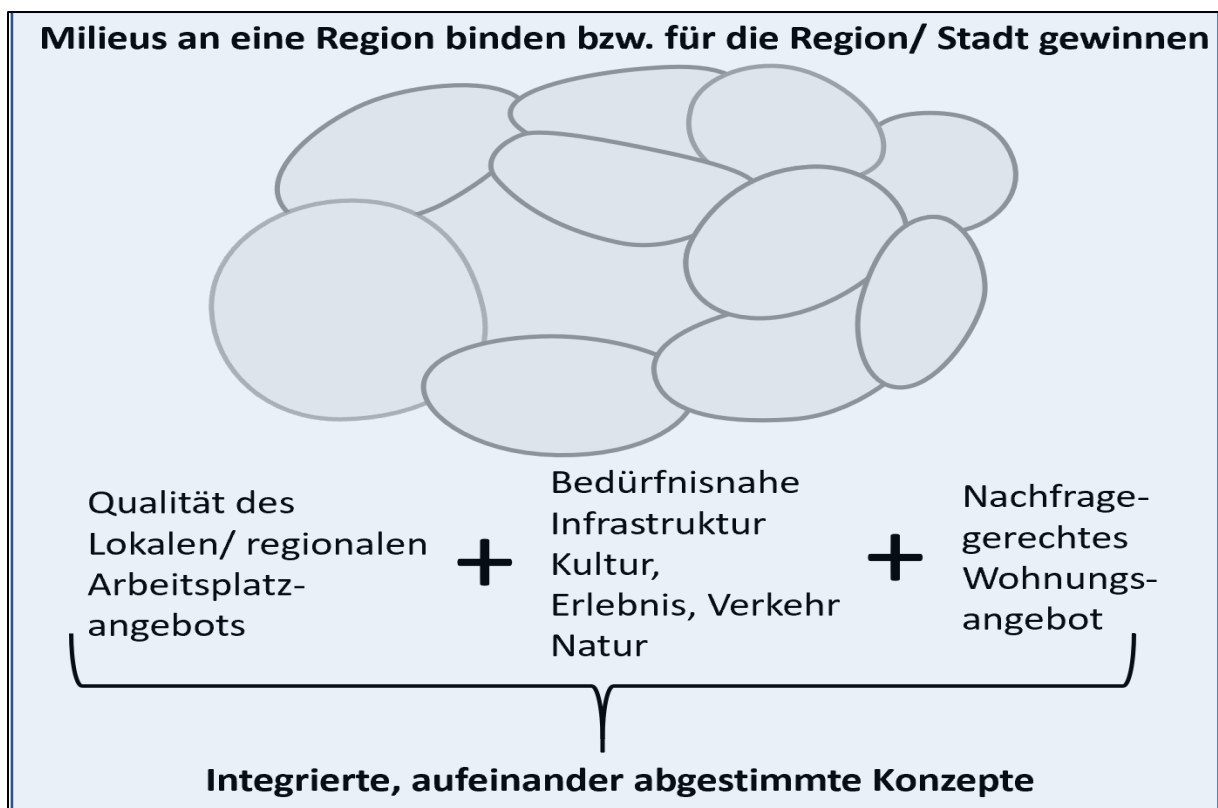 Milieus an eine Region binden bzw. für die Region/ Stadt gewinnen
Qualität des
Lokalen/ regionalen
Arbeitsplatz-
angebots
+
Bedürfnisnahe
Infrastruktur
Kultur,
Erlebnis, Verkehr
Natur
+
Nachfrage-
gerechtes
Wohnungs-
angebot
Integrierte, aufeinander abgestimmte Konzepte